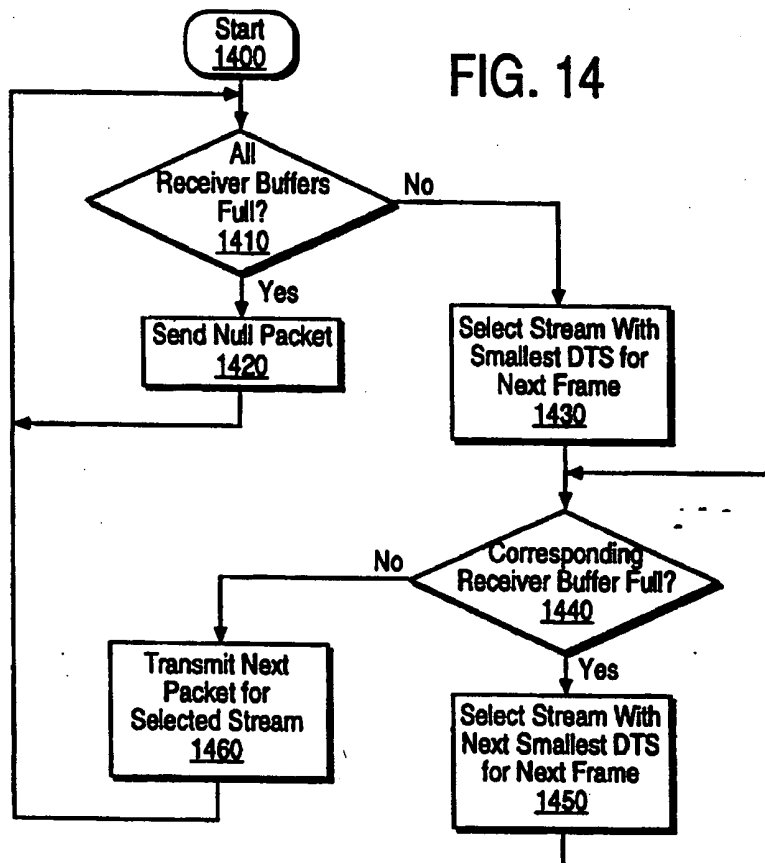 Start
1400
FIG. 14
All
Receiver Buffers
Full?
1410
No
Yes
Send Null Packet
1420
Select Stream With
Smallest DTS for
Next Frame
1430
Corresponding
Receiver Buffer Full?
1440
No
Yes
Transmit Next
Packet for
Selected Stream
1460
Select Stream With
Next Smallest DTS
for Next Frame
1450